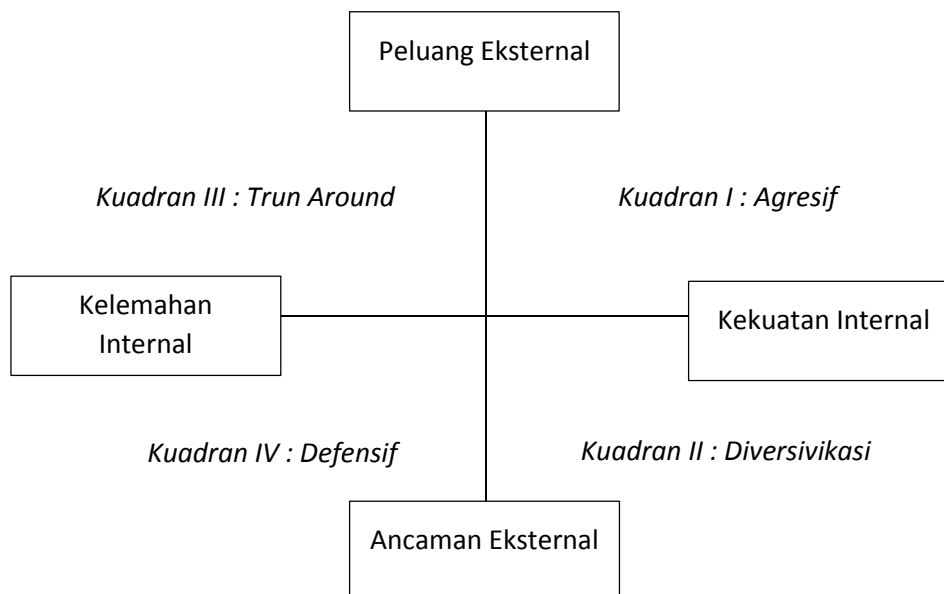 Peluang Eksternal
Kuadran III : Trun Around
Kuadran I : Agresif
Kelemahan
Internal
Kekuatan Internal
Kuadran IV : Defensif
Kuadran II : Diversivikasi
Ancaman Eksternal